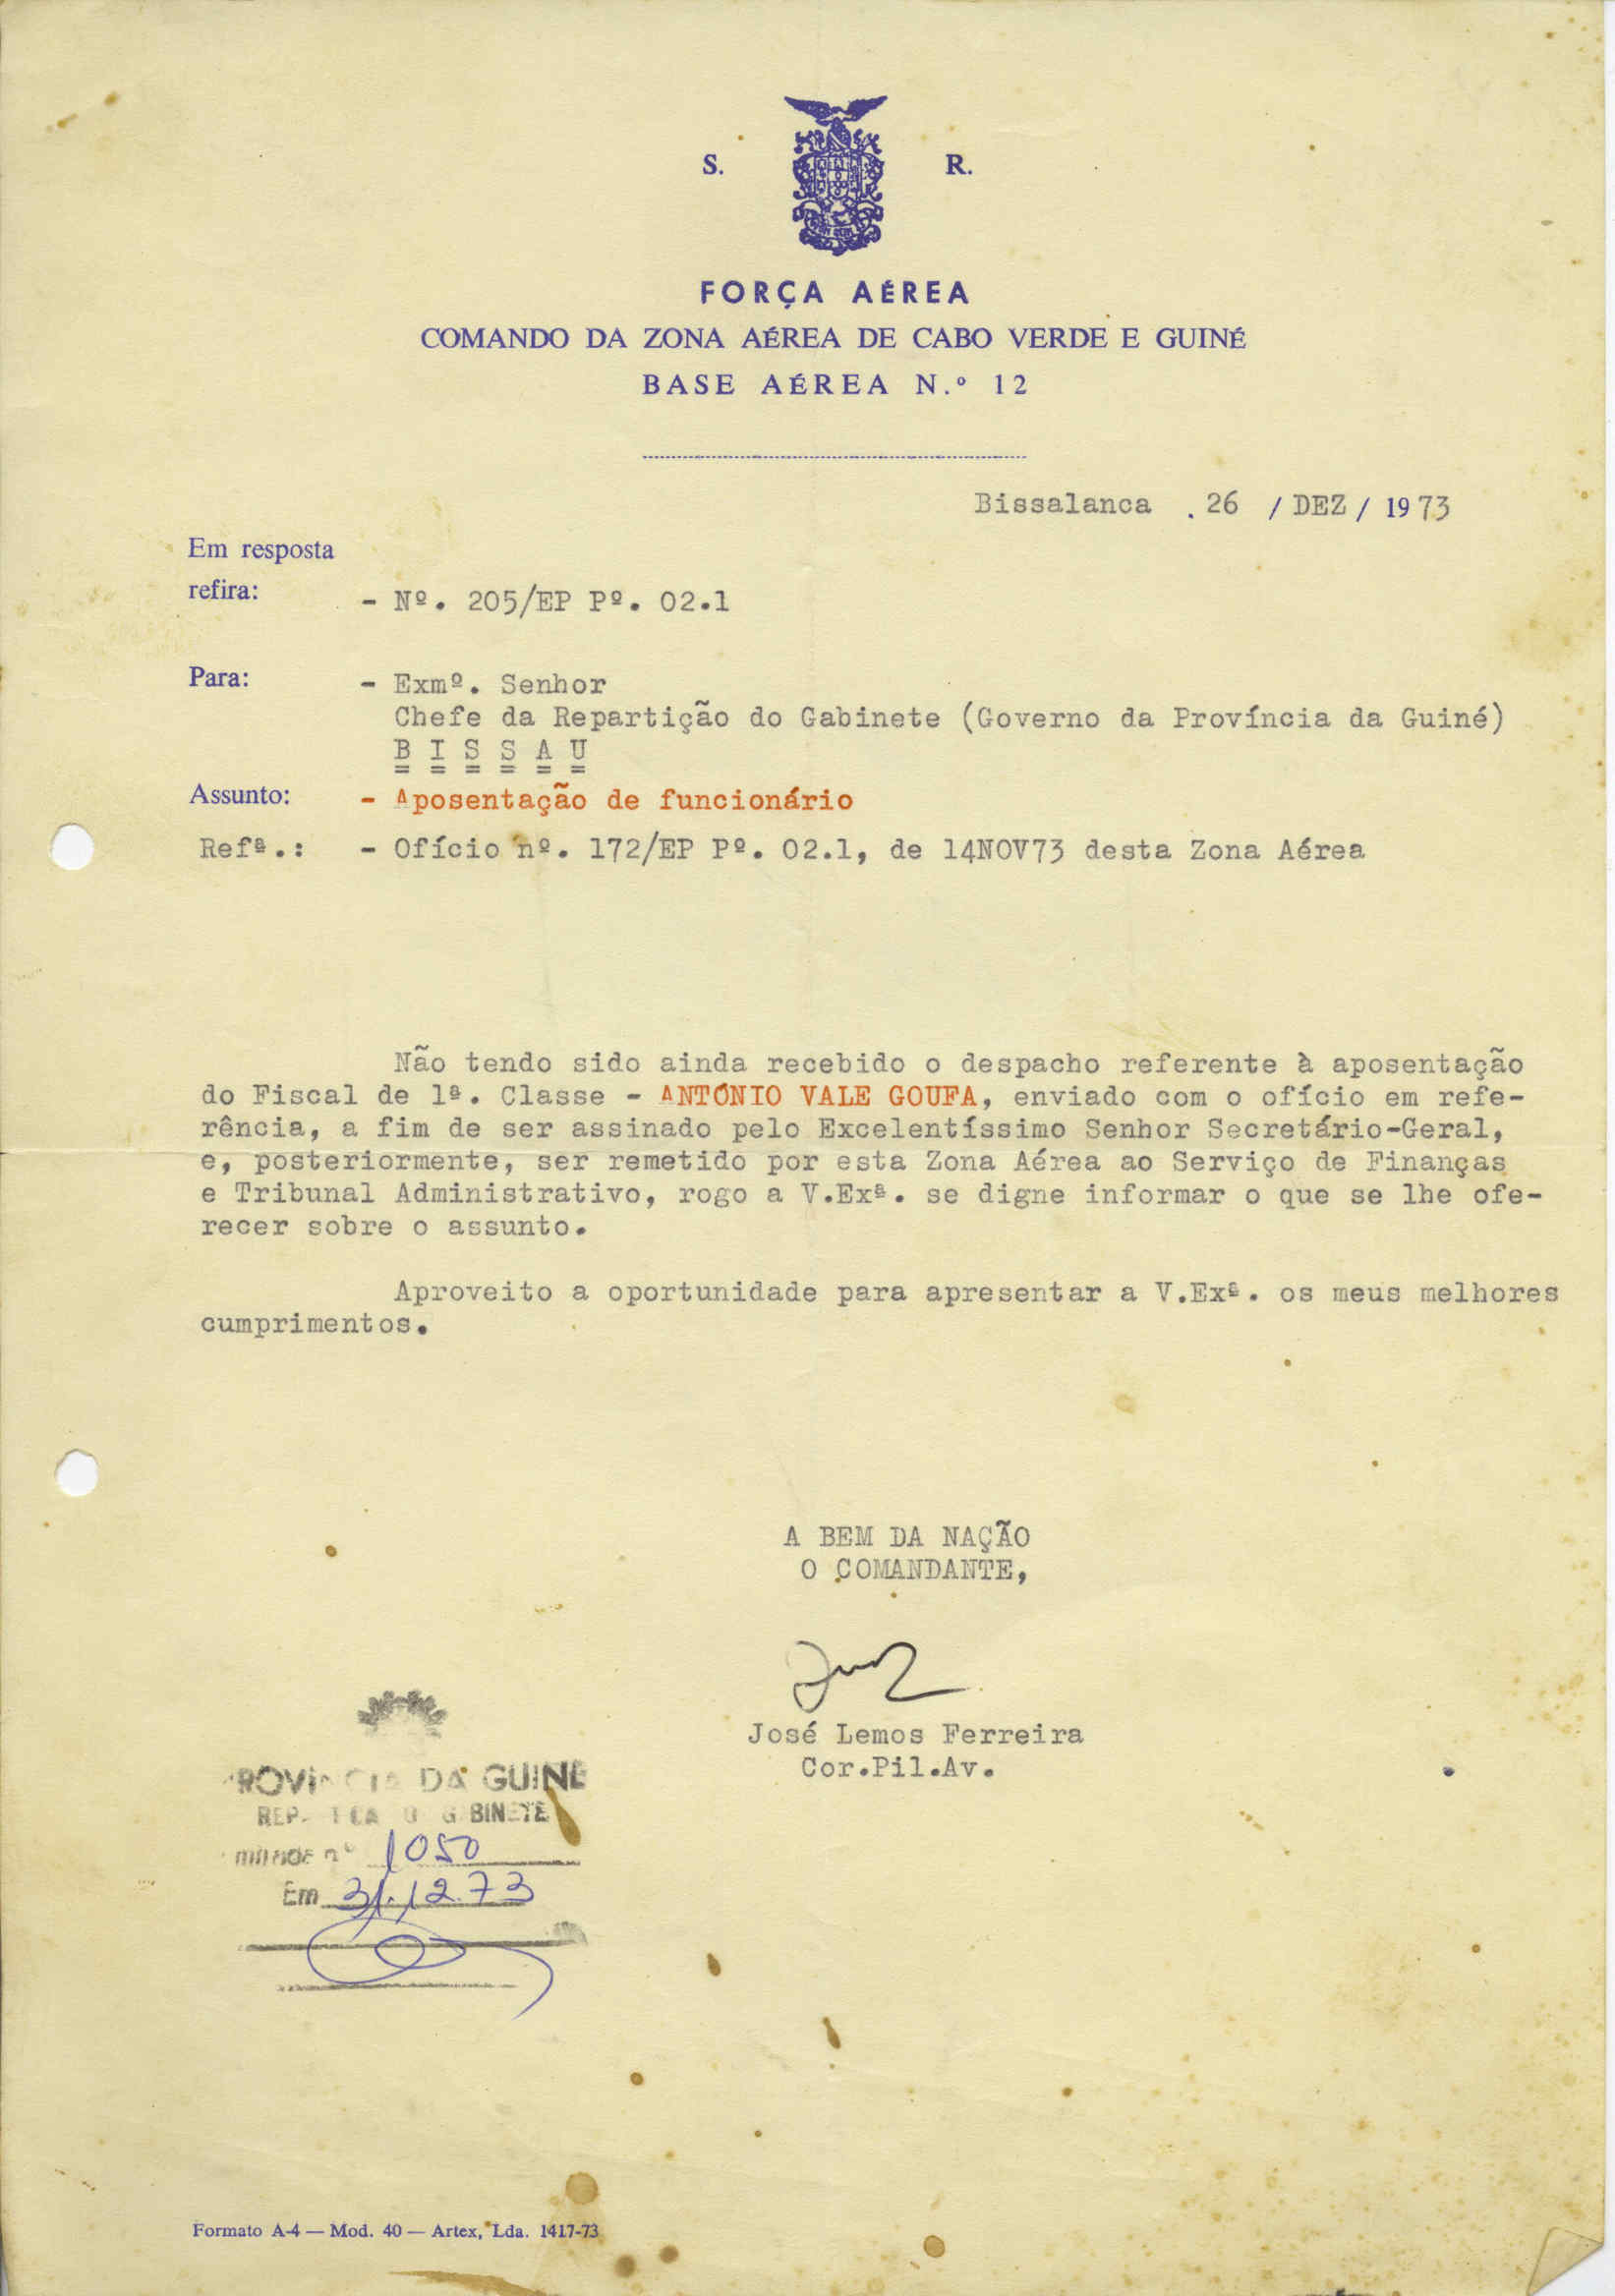 S. R.
FORÇA AÉREA
COMANDO DA ZONA AÉREA DE CABO VERDE E GUINÉ
BASE AÉREA N.º 12
Bissalanca . 26 / DEZ / 1973
Em resposta
refira: - Nº. 205/EP Pº. 02.1
Para: - Exmº. Senhor
Chefe da Repartição do Gabinete (Governo da Província da Guiné)
B I S S A U
Assunto: - Aposentação de funcionário
Refª.: - Ofício nº. 172/EP Pº. 02.1, de 14NOV73 desta Zona Aérea
Não tendo sido ainda recebido o despacho referente à aposentação
do Fiscal de 1ª. Classe - ANTÓNIO VALE GOUFA, enviado com o ofício em refe-
rência, a fim de ser assinado pelo Excelentíssimo Senhor Secretário-Geral,
e, posteriormente, ser remetido por esta Zona Aérea ao Serviço de Finanças
e Tribunal Administrativo, rogo a V.Exª. se digne informar o que se lhe ofe-
recer sobre o assunto.
Aproveito a oportunidade para apresentar a V.Exª. os meus melhores
cumprimentos.
A BEM DA NAÇÃO
O COMANDANTE,
José Lemos Ferreira
Cor.Pil.Av.
PROVINCIA DA GUINÉ
GABINETE
nº 1050
Em 31.12.73
Formato A-4 — Mod. 40 — Artex, Lda. 1417-73